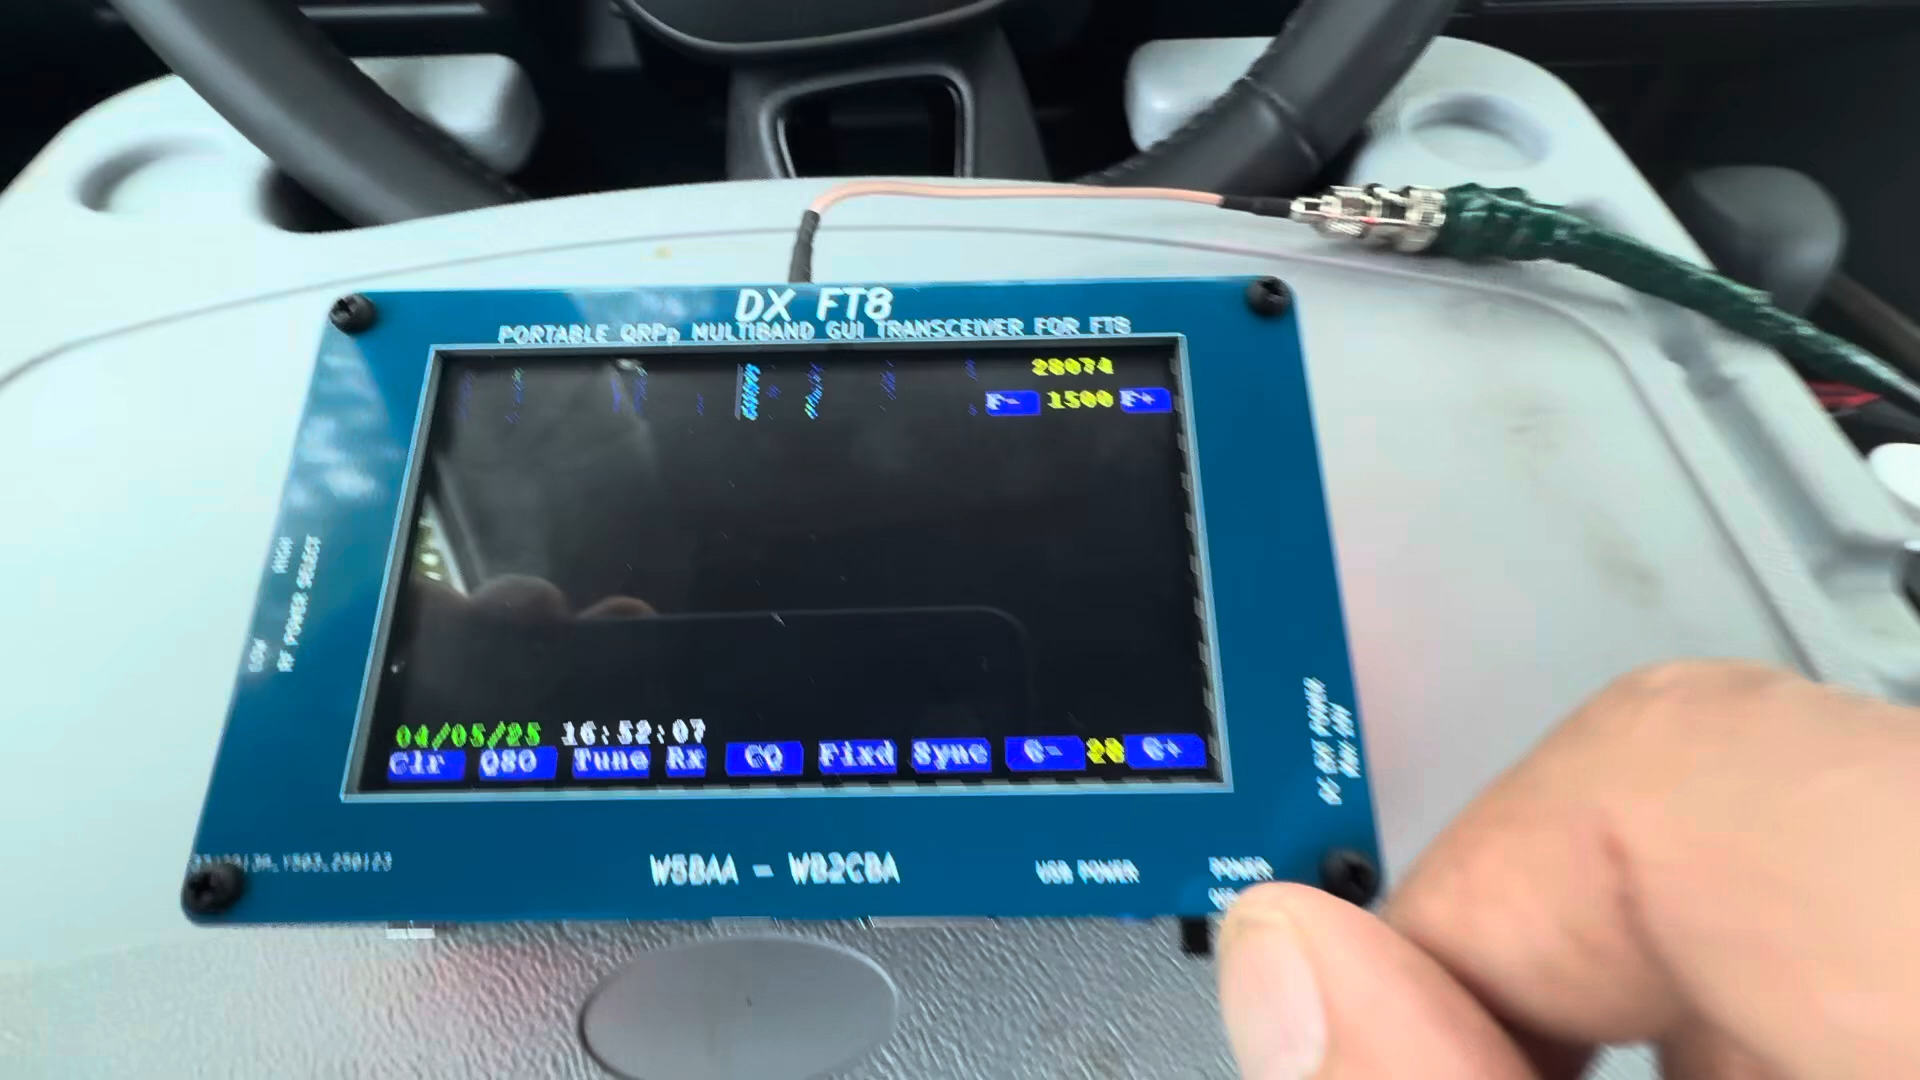 DX FT8
PORTABLE QRPp MULTIBAND GUI TRANSCEIVER FOR FT8
28074
F- 1500 F+
HIGH
LOW
RF POWER SELECT
04/05/25 16:52:07
Clr QSO Tune Rx CQ Fixd Sync G- 20 G+
W5BAA - WB2CBA
USB POWER
POWER